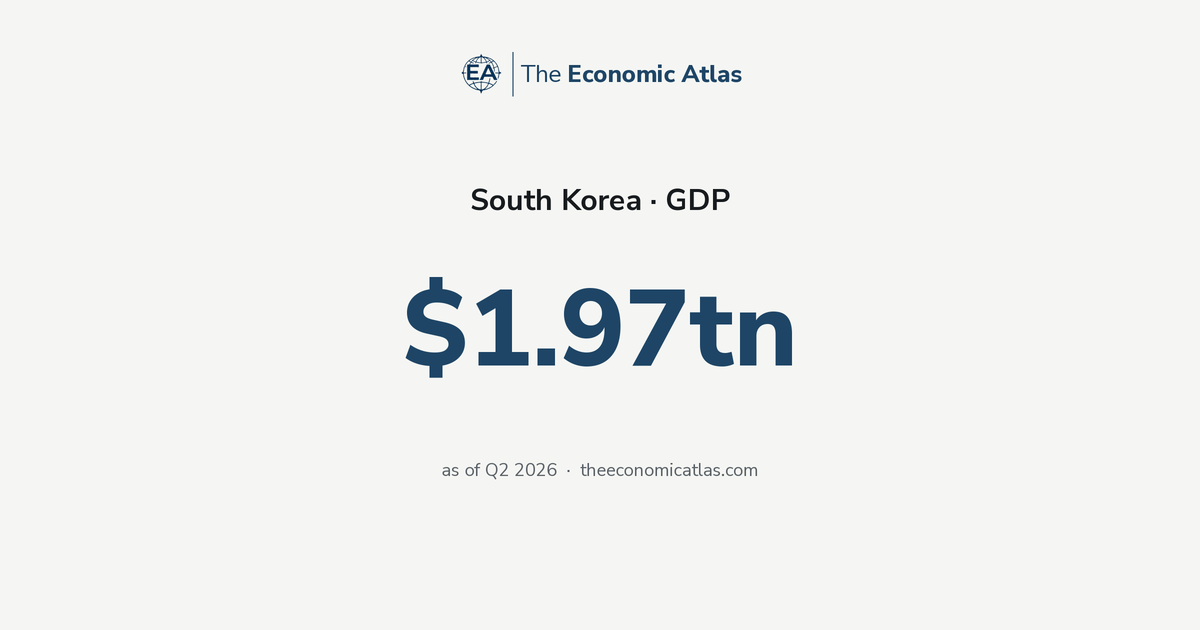 EA The Economic Atlas
South Korea · GDP
$1.97tn
as of Q2 2026 · theeconomicatlas.com